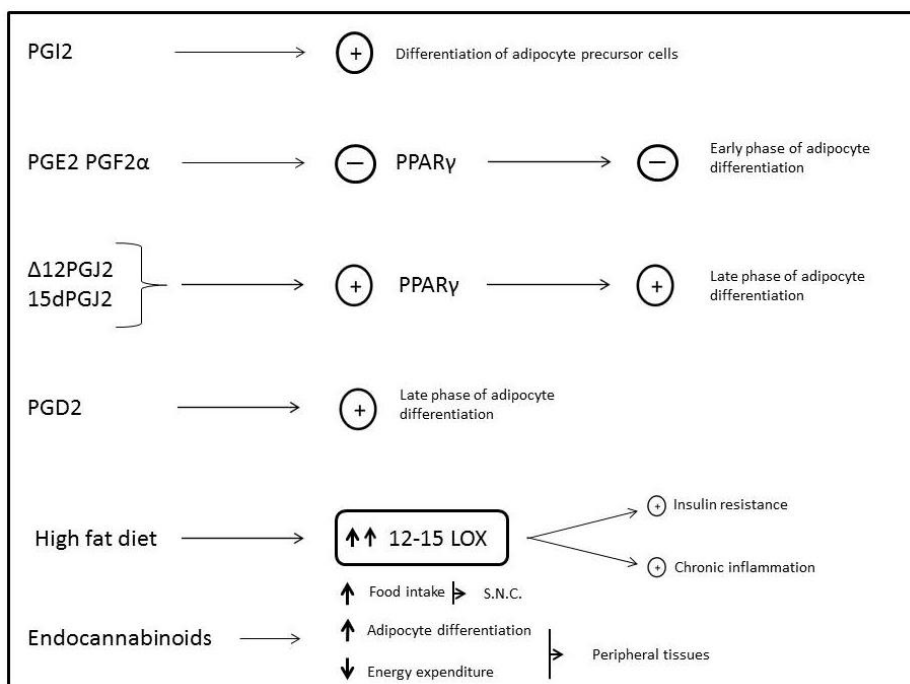 PGI2
+ Differentiation of adipocyte precursor cells
PGE2 PGF2α
− PPARγ
− Early phase of adipocyte
differentiation
Δ12PGJ2
15dPGJ2
+ PPARγ
+ Late phase of adipocyte
differentiation
PGD2
+ Late phase of adipocyte
differentiation
High fat diet
12-15 LOX
+ Insulin resistance
+ Chronic inflammation
Endocannabinoids
Food intake S.N.C.
Adipocyte differentiation
Energy expenditure
Peripheral tissues